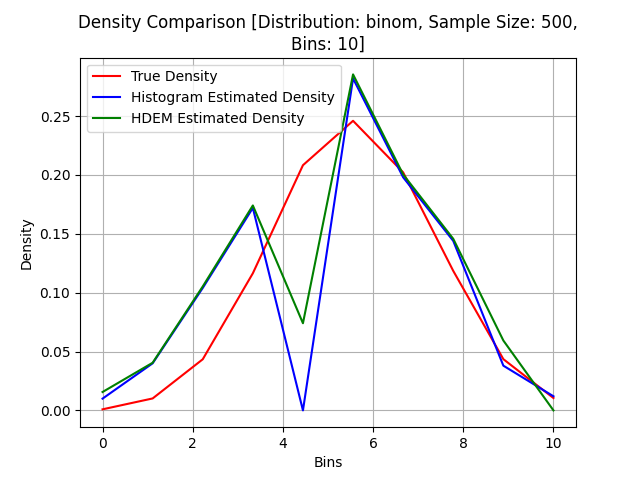 Density Comparison [Distribution: binom, Sample Size: 500,
Bins: 10]
True Density
Histogram Estimated Density
HDEM Estimated Density
Density
0.25
0.20
0.15
0.10
0.05
0.00
0 2 4 6 8 10
Bins